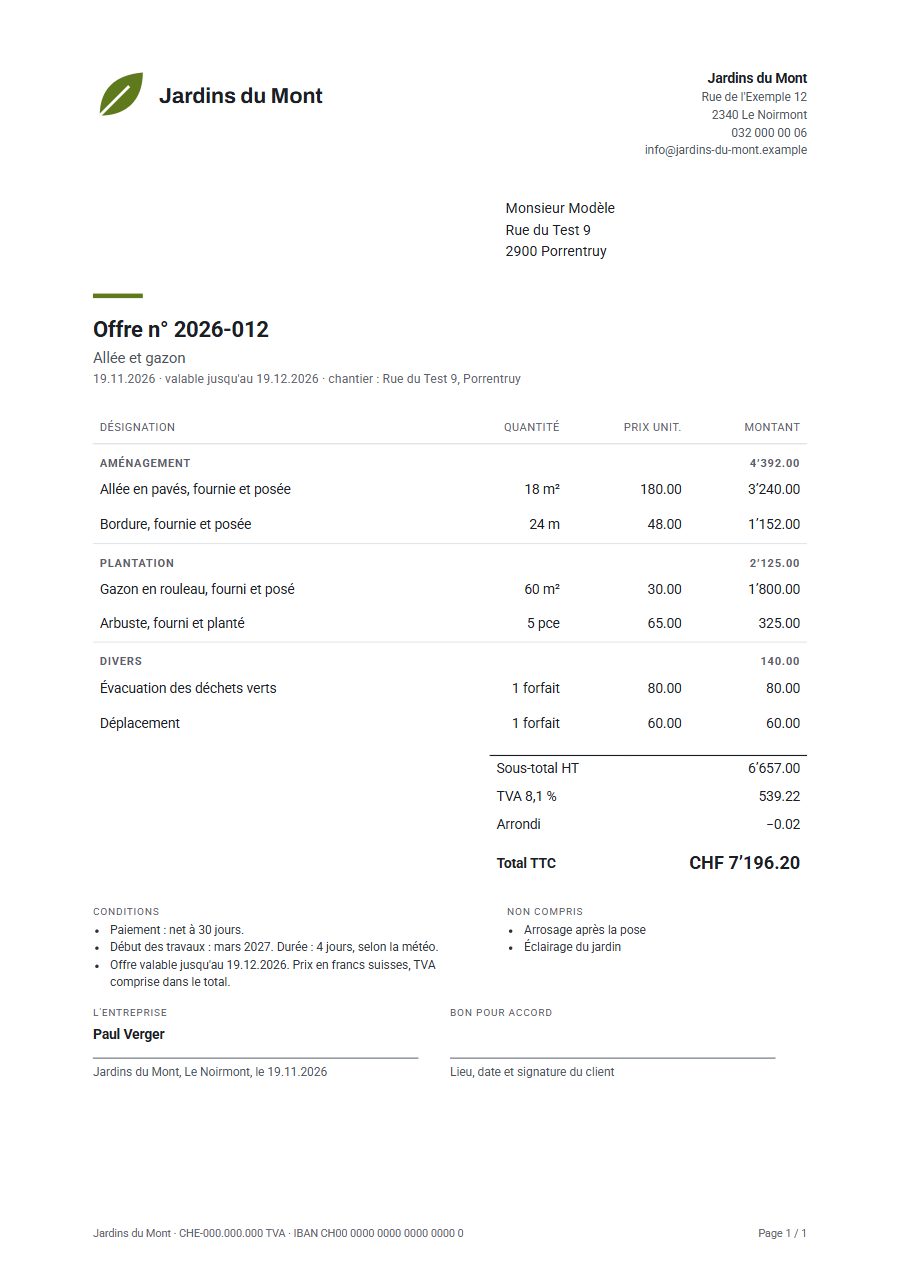 Jardins du Mont
Jardins du Mont
Rue de l'Exemple 12
2340 Le Noirmont
032 000 00 06
info@jardins-du-mont.example
Monsieur Modèle
Rue du Test 9
2900 Porrentruy
Offre n° 2026-012
Allée et gazon
19.11.2026 · valable jusqu'au 19.12.2026 · chantier : Rue du Test 9, Porrentruy
DÉSIGNATION QUANTITÉ PRIX UNIT. MONTANT
AMÉNAGEMENT 4’392.00
Allée en pavés, fournie et posée 18 m² 180.00 3’240.00
Bordure, fournie et posée 24 m 48.00 1’152.00
PLANTATION 2’125.00
Gazon en rouleau, fourni et posé 60 m² 30.00 1’800.00
Arbuste, fourni et planté 5 pce 65.00 325.00
DIVERS 140.00
Évacuation des déchets verts 1 forfait 80.00 80.00
Déplacement 1 forfait 60.00 60.00
Sous-total HT 6’657.00
TVA 8,1 % 539.22
Arrondi −0.02
Total TTC CHF 7’196.20
CONDITIONS
• Paiement : net à 30 jours.
• Début des travaux : mars 2027. Durée : 4 jours, selon la météo.
• Offre valable jusqu'au 19.12.2026. Prix en francs suisses, TVA
comprise dans le total.
NON COMPRIS
• Arrosage après la pose
• Éclairage du jardin
L'ENTREPRISE
Paul Verger
Jardins du Mont, Le Noirmont, le 19.11.2026
BON POUR ACCORD
Lieu, date et signature du client
Jardins du Mont · CHE-000.000.000 TVA · IBAN CH00 0000 0000 0000 0000 0 Page 1 / 1